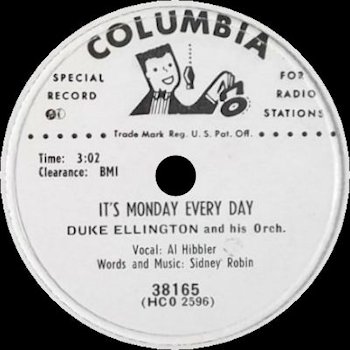 COLUMBIA
SPECIAL
RECORD
FOR
RADIO
STATIONS
Trade Mark Reg. U.S. Pat. Off.
Time: 3:02
Clearance: BMI
IT'S MONDAY EVERY DAY
DUKE ELLINGTON and his Orch.
Vocal: Al Hibbler
Words and Music: Sidney Robin
38165
(HCO 2596)